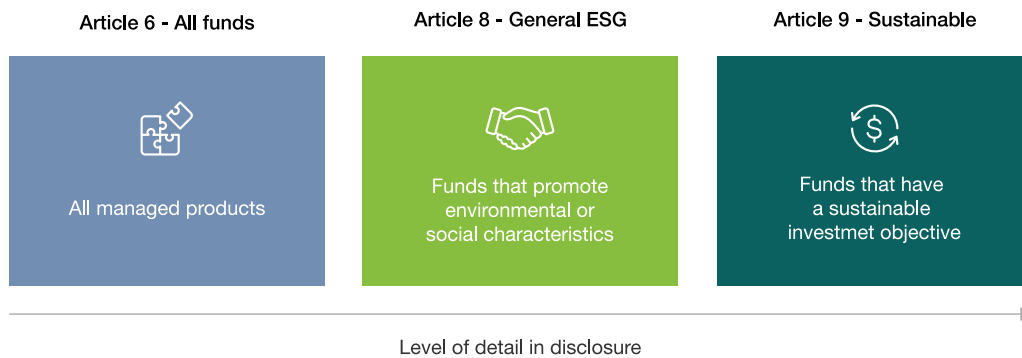 Article 6 - All funds
Article 8 - General ESG
Article 9 - Sustainable
All managed products
Funds that promote
environmental or
social characteristics
Funds that have
a sustainable
investmet objective
Level of detail in disclosure